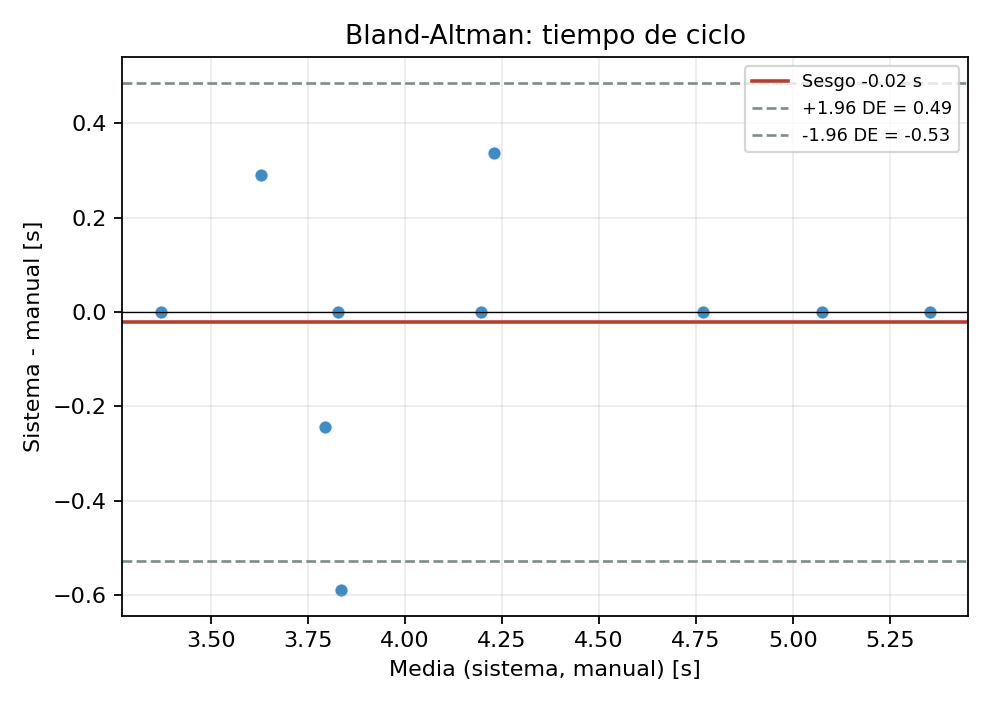 Bland-Altman: tiempo de ciclo
Sesgo -0.02 s
+1.96 DE = 0.49
-1.96 DE = -0.53
Sistema - manual [s]
0.4
0.2
0.0
−0.2
−0.4
−0.6
3.50 3.75 4.00 4.25 4.50 4.75 5.00 5.25
Media (sistema, manual) [s]